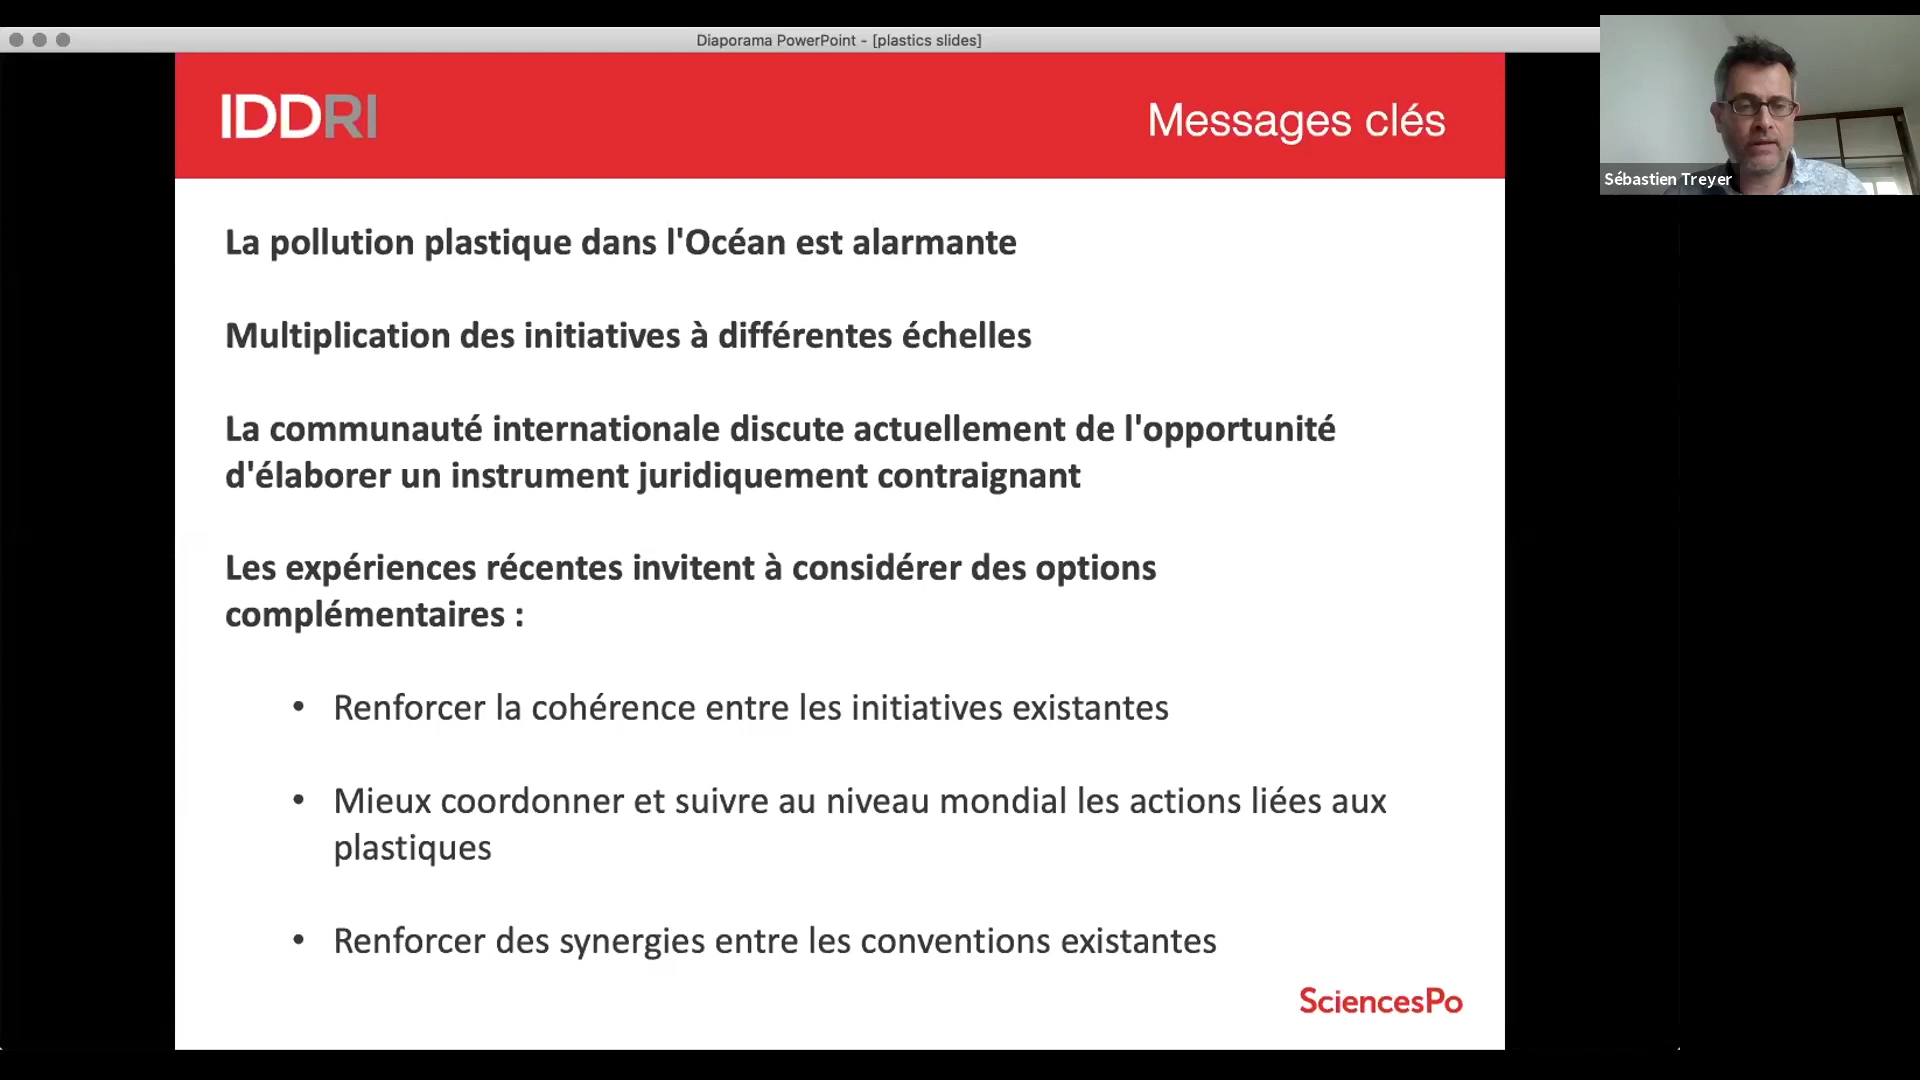 Diaporama PowerPoint - [plastics slides]
IDDRI
Messages clés
Sébastien Treyer
La pollution plastique dans l'Océan est alarmante
Multiplication des initiatives à différentes échelles
La communauté internationale discute actuellement de l'opportunité
d'élaborer un instrument juridiquement contraignant
Les expériences récentes invitent à considérer des options
complémentaires :
• Renforcer la cohérence entre les initiatives existantes
• Mieux coordonner et suivre au niveau mondial les actions liées aux
plastiques
• Renforcer des synergies entre les conventions existantes
SciencesPo